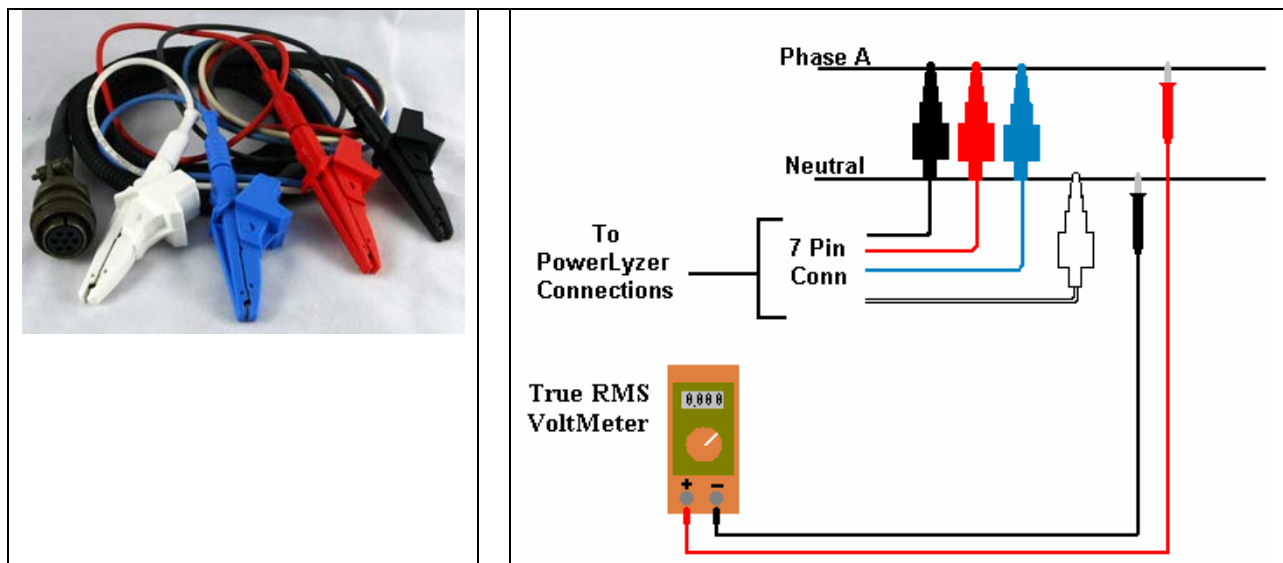 Phase A
Neutral
To
PowerLyzer
Connections
7 Pin
Conn
True RMS
VoltMeter
0.000
+ −